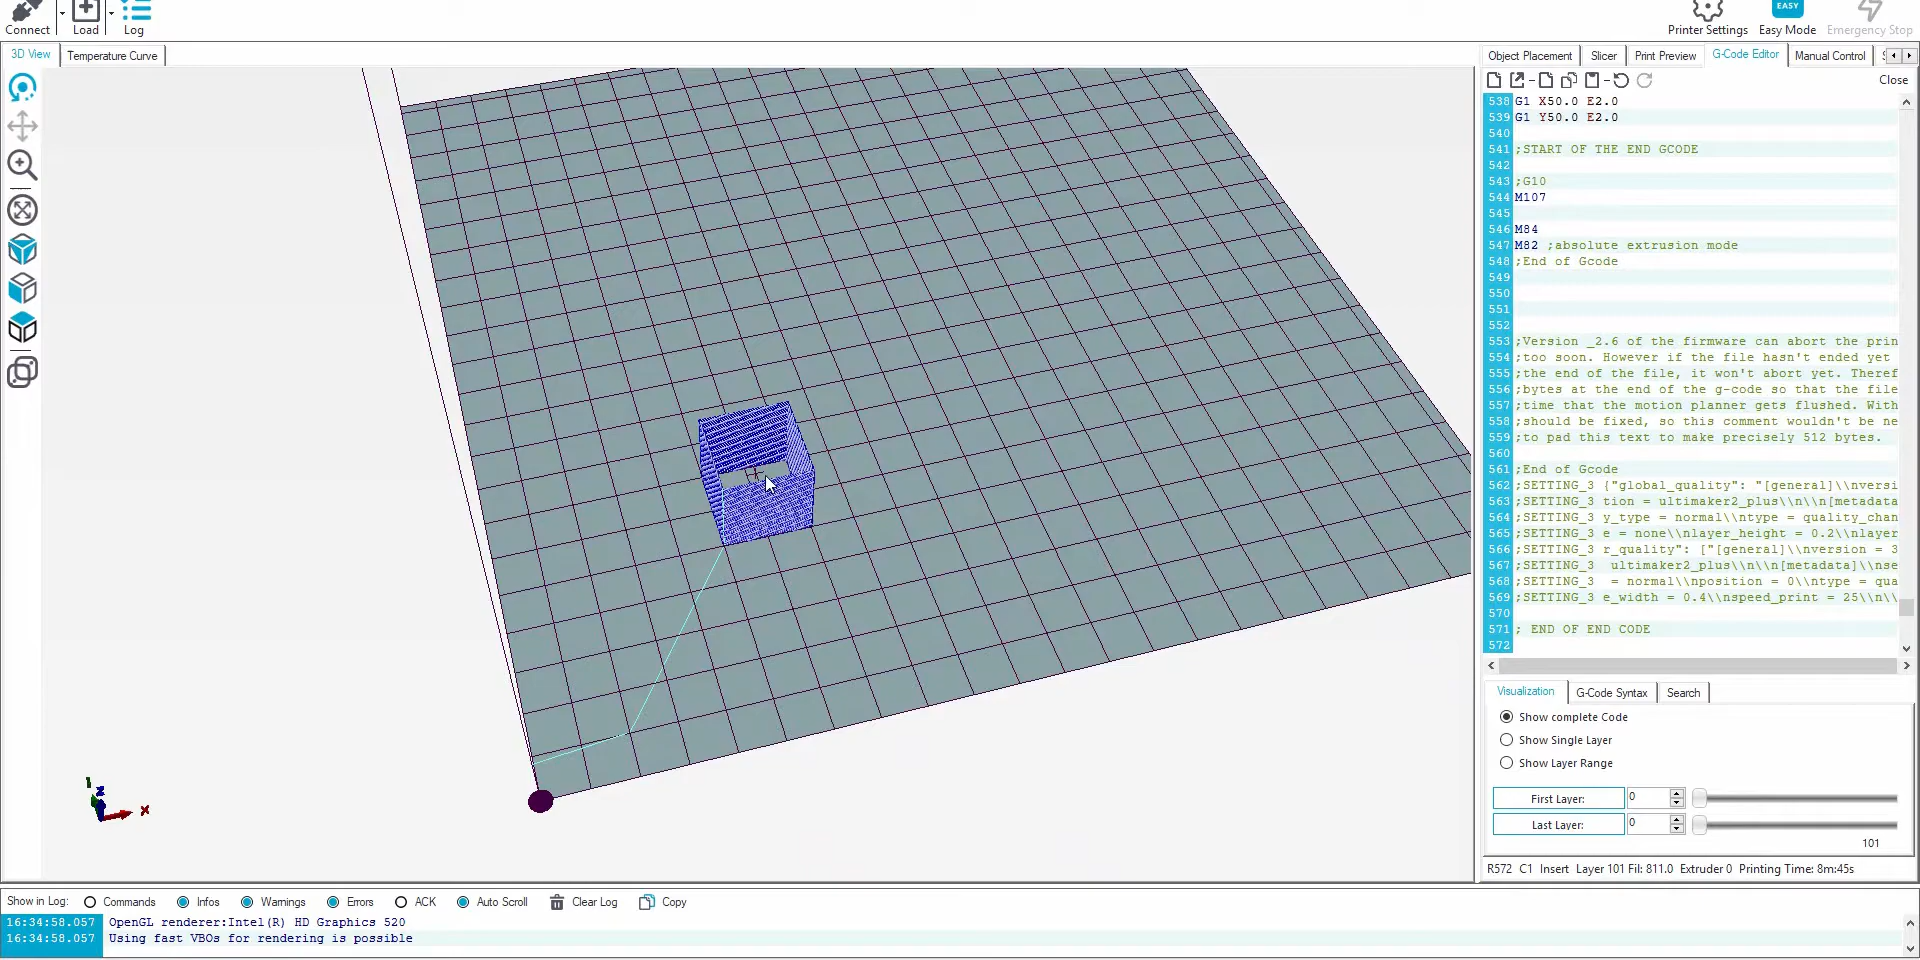 Connect
Load
Log
Printer Settings
EASY
Easy Mode
Emergency Stop
3D View
Temperature Curve
Object Placement
Slicer
Print Preview
G-Code Editor
Manual Control
Close
538 G1 X50.0 E2.0
539 G1 Y50.0 E2.0
540
541 ;START OF THE END GCODE
542
543 ;G10
544 M107
545
546 M84
547 M82 ;absolute extrusion mode
548 ;End of Gcode
549
550
551
552
553 ;Version _2.6 of the firmware can abort the prin
554 ;too soon. However if the file hasn't ended yet
555 ;the end of the file, it won't abort yet. Theref
556 ;bytes at the end of the g-code so that the file
557 ;time that the motion planner gets flushed. With
558 ;should be fixed, so this comment wouldn't be ne
559 ;to pad this text to make precisely 512 bytes.
560
561 ;End of Gcode
562 ;SETTING_3 {"global_quality": "[general]\\nversi
563 ;SETTING_3 tion = ultimaker2_plus\\n\\n[metadata
564 ;SETTING_3 y_type = normal\\ntype = quality_chan
565 ;SETTING_3 e = none\\nlayer_height = 0.2\\nlayer
566 ;SETTING_3 r_quality": ["[general]\\nversion = 3
567 ;SETTING_3  ultimaker2_plus\\n\\n[metadata]\\nse
568 ;SETTING_3  = normal\\nposition = 0\\ntype = qua
569 ;SETTING_3 e_width = 0.4\\nspeed_print = 25\\n\\
570
571 ; END OF END CODE
572
Visualization
G-Code Syntax
Search
Show complete Code
Show Single Layer
Show Layer Range
First Layer:
0
Last Layer:
0
101
R572 C1 Insert Layer 101 Fil: 811.0 Extruder 0 Printing Time: 8m:45s
X
Z
Show in Log:
Commands
Infos
Warnings
Errors
ACK
Auto Scroll
Clear Log
Copy
16:34:58.057 OpenGL renderer:Intel(R) HD Graphics 520
16:34:58.057 Using fast VBOs for rendering is possible